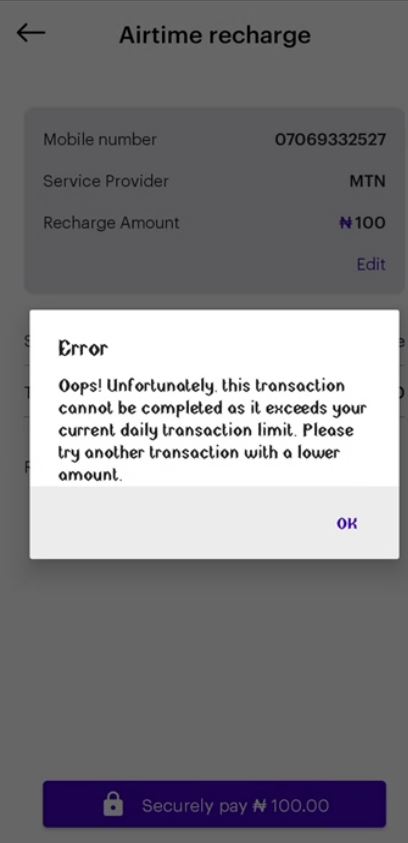 Airtime recharge
Mobile number 07069332527
Service Provider MTN
Recharge Amount ₦100
Edit
Error
Oops! Unfortunately, this transaction
cannot be completed as it exceeds your
current daily transaction limit. Please
try another transaction with a lower
amount.
OK
Securely pay ₦ 100.00